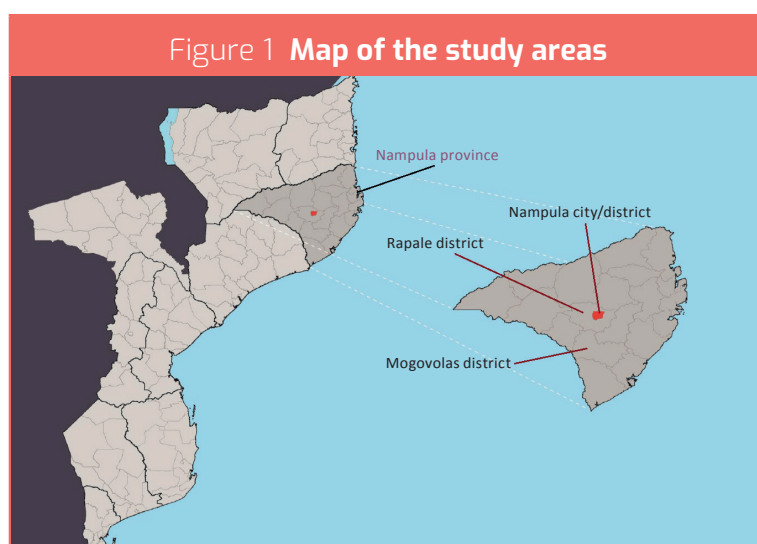 Figure 1 Map of the study areas
Nampula province
Nampula city/district
Rapale district
Mogovolas district